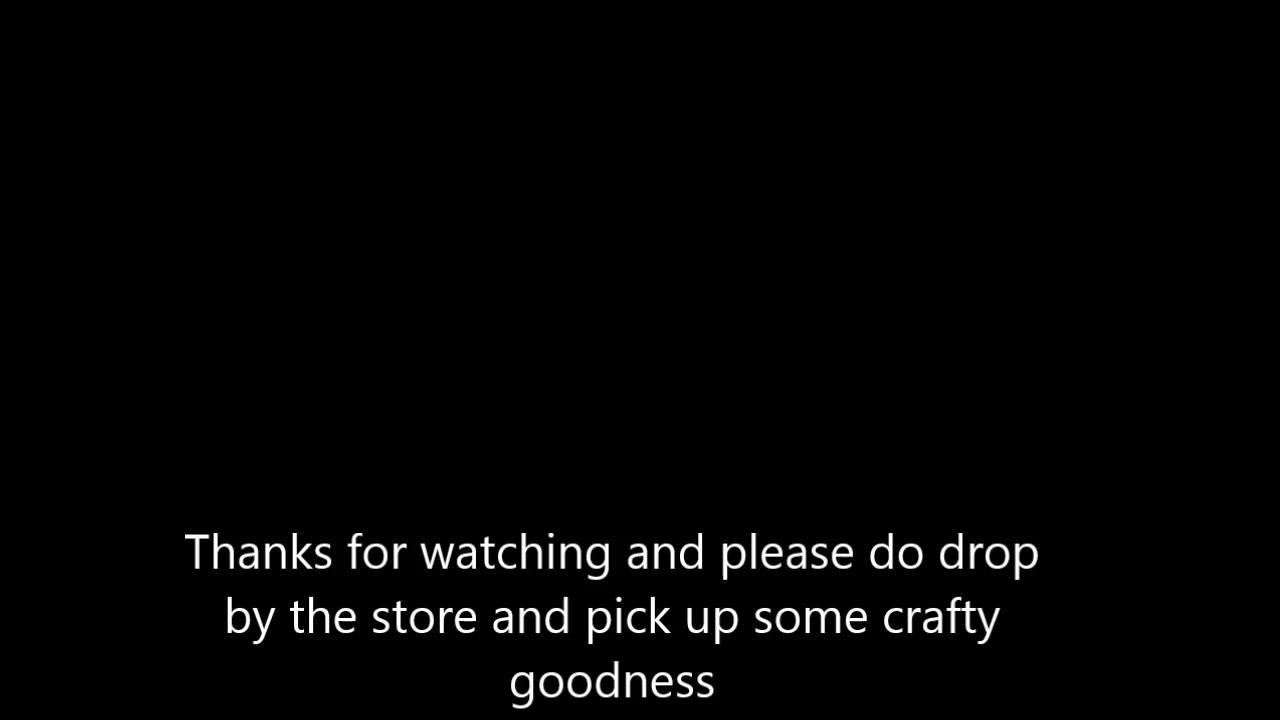 Thanks for watching and please do drop
by the store and pick up some crafty
goodness